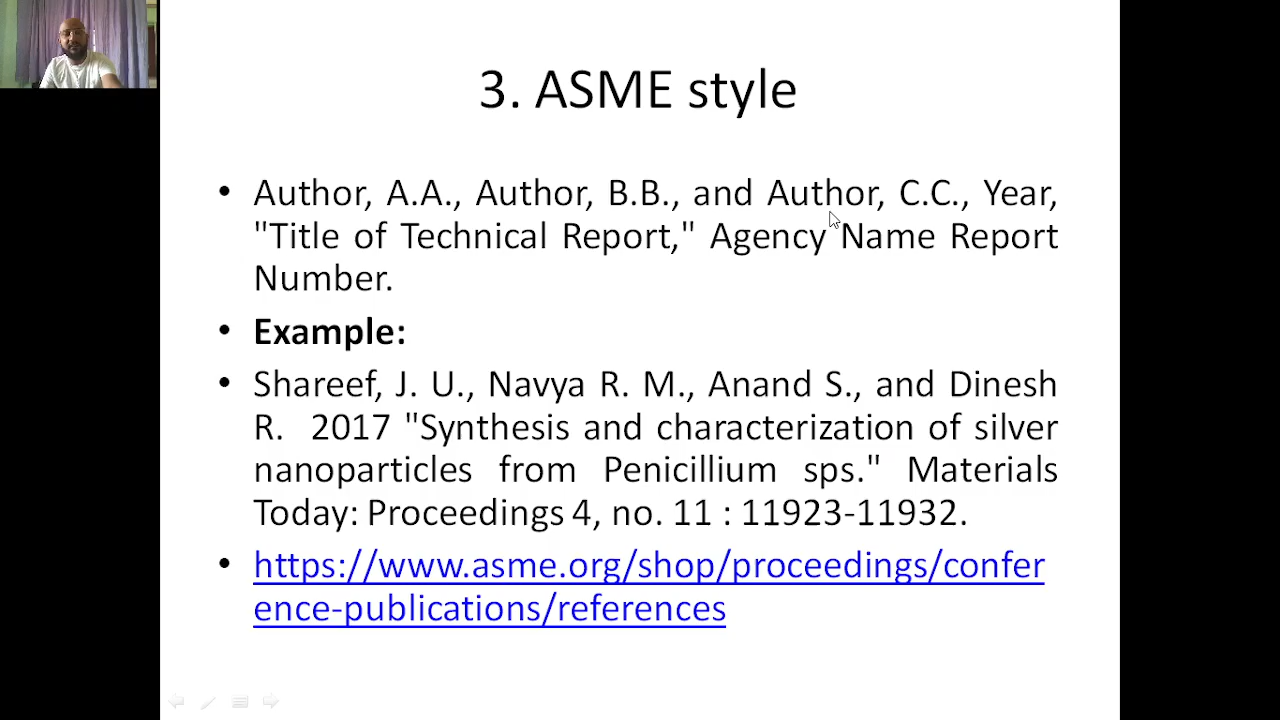 3. ASME style
• Author, A.A., Author, B.B., and Author, C.C., Year,
"Title of Technical Report," Agency Name Report
Number.
• Example:
• Shareef, J. U., Navya R. M., Anand S., and Dinesh
R.  2017 "Synthesis and characterization of silver
nanoparticles from Penicillium sps." Materials
Today: Proceedings 4, no. 11 : 11923-11932.
• https://www.asme.org/shop/proceedings/confer
ence-publications/references